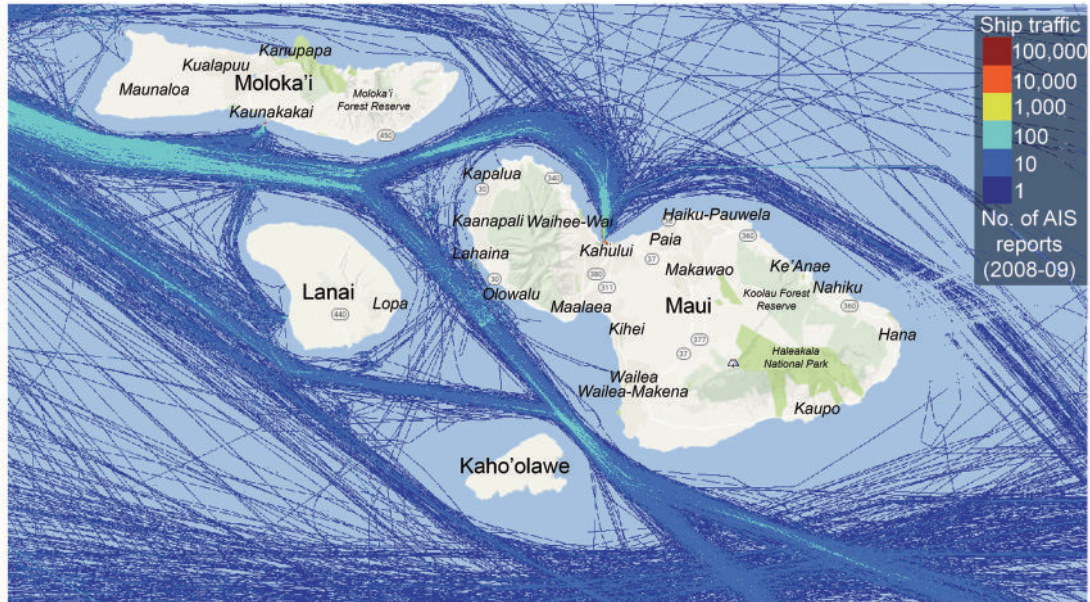 Ship traffic
100,000
10,000
1,000
100
10
1
No. of AIS
reports
(2008-09)
Kanupapa
Kualapuu
Moloka'i
Maunaloa
Moloka'i
Forest Reserve
Kaunakakai
450
Kapalua
30
340
Kaanapali
Waihee-Wai
Haiku-Pauwela
Kahului
Paia
360
37
Lahaina
Makawao
Ke'Anae
380
30
311
Koolau Forest
Reserve
Nahiku
Lanai
Lopa
440
Olowalu
Maalaea
Maui
360
Kihei
Hana
377
37
Haleakala
National Park
Wailea
Wailea-Makena
Kaupo
Kaho'olawe